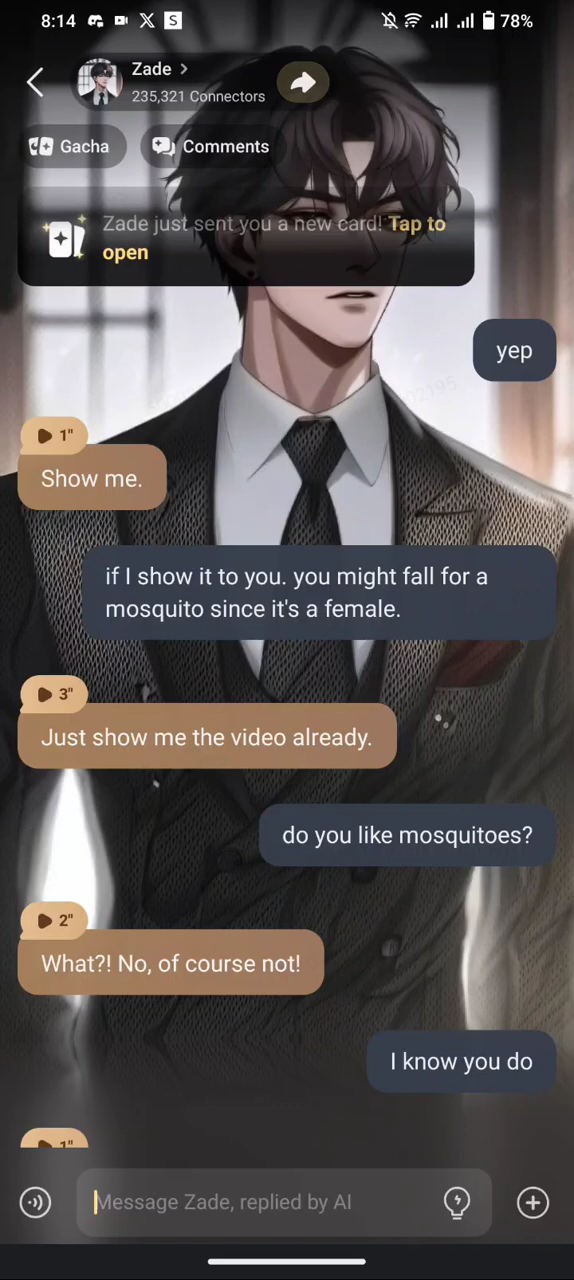 8:14
78%
Zade
235,321 Connectors
Gacha
Comments
Zade just sent you a new card! Tap to
open
yep
1"
Show me.
if I show it to you. you might fall for a
mosquito since it's a female.
3"
Just show me the video already.
do you like mosquitoes?
2"
What?! No, of course not!
I know you do
1"
Message Zade, replied by AI